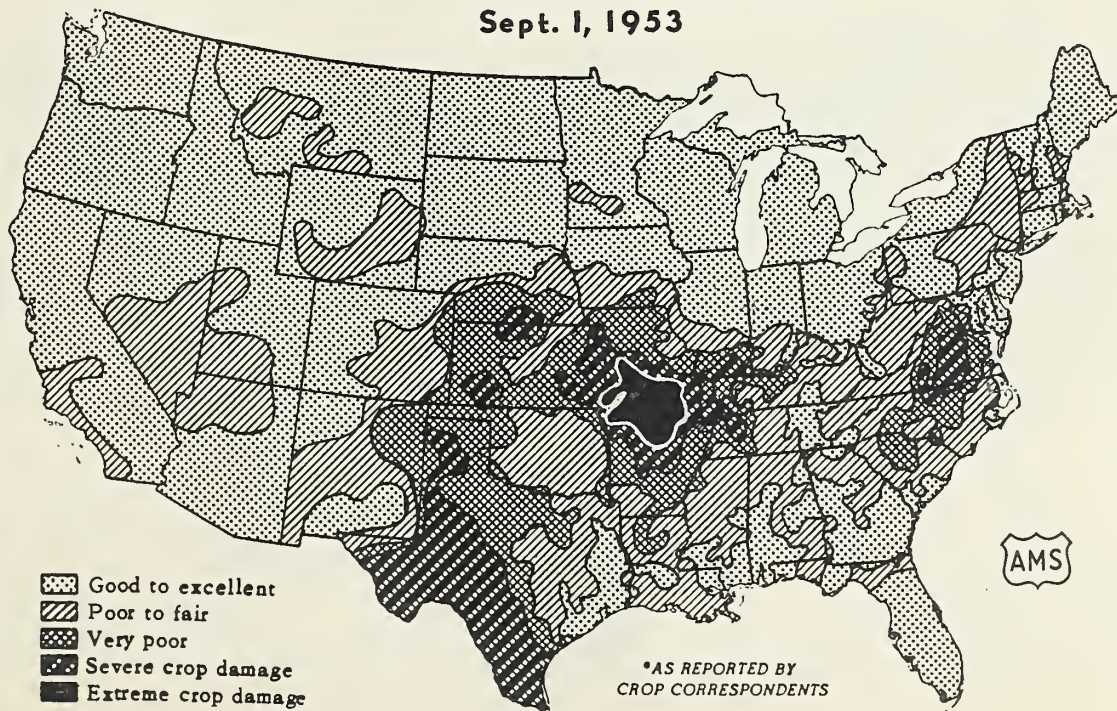 Sept. 1, 1953
AMS
Good to excellent
Poor to fair
Very poor
Severe crop damage
Extreme crop damage
*AS REPORTED BY
CROP CORRESPONDENTS